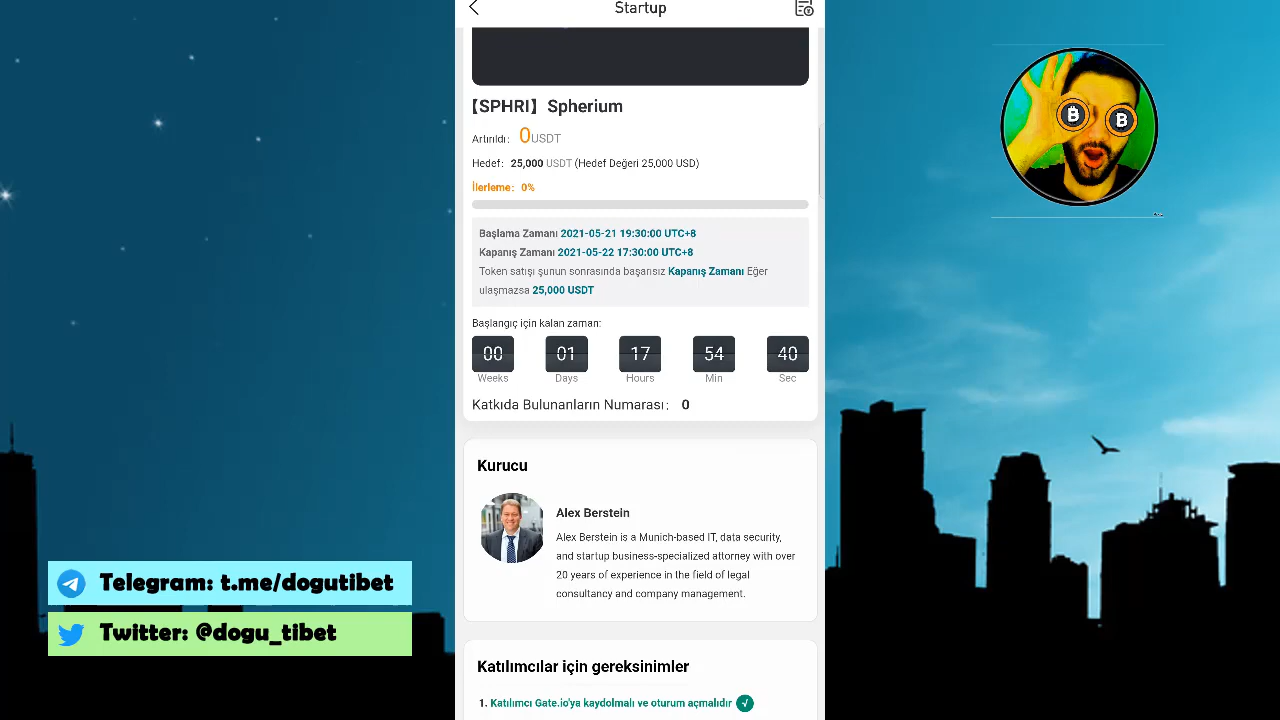 Startup
【SPHRI】 Spherium
Artırıldı: 0USDT
Hedef: 25,000 USDT (Hedef Değeri 25,000 USD)
İlerleme: 0%
Başlama Zamanı 2021-05-21 19:30:00 UTC+8
Kapanış Zamanı 2021-05-22 17:30:00 UTC+8
Token satışı şunun sonrasında başarısız Kapanış Zamanı Eğer
ulaşmazsa 25,000 USDT
Başlangıç için kalan zaman:
00 01 17 54 40
Weeks Days Hours Min Sec
Katkıda Bulunanların Numarası: 0
Kurucu
Alex Berstein
Alex Berstein is a Munich-based IT, data security,
and startup business-specialized attorney with over
20 years of experience in the field of legal
consultancy and company management.
Katılımcılar için gereksinimler
1. Katılımcı Gate.io'ya kaydolmalı ve oturum açmalıdır
Telegram: t.me/dogutibet
Twitter: @dogu_tibet